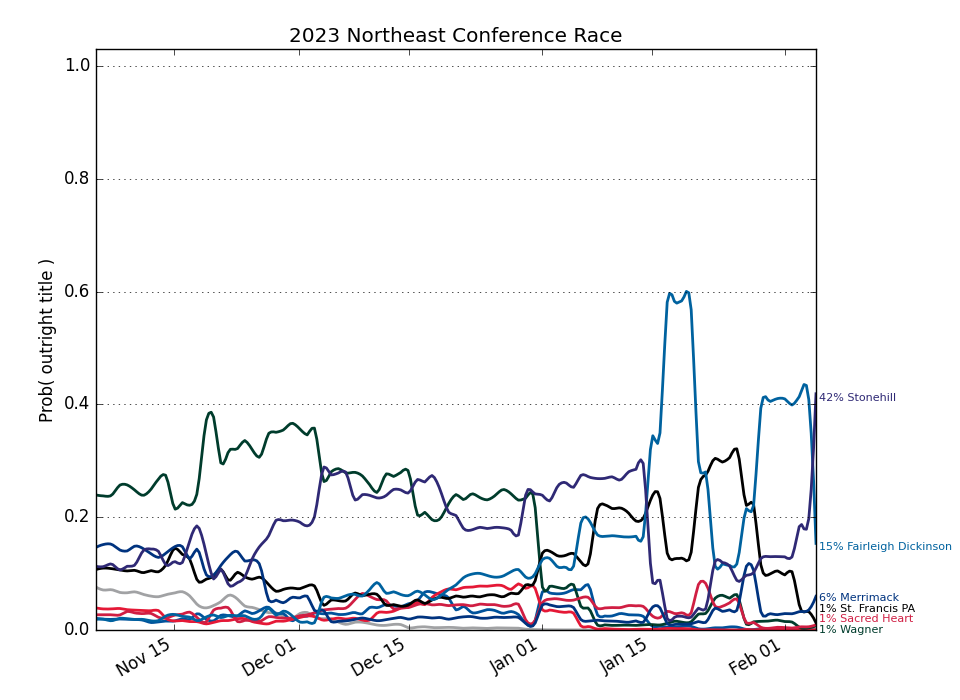 2023 Northeast Conference Race
1.0
0.8
0.6
0.4
0.2
0.0
Prob( outright title )
Nov 15
Dec 01
Dec 15
Jan 01
Jan 15
Feb 01
42% Stonehill
15% Fairleigh Dickinson
6% Merrimack
1% St. Francis PA
1% Sacred Heart
1% Wagner